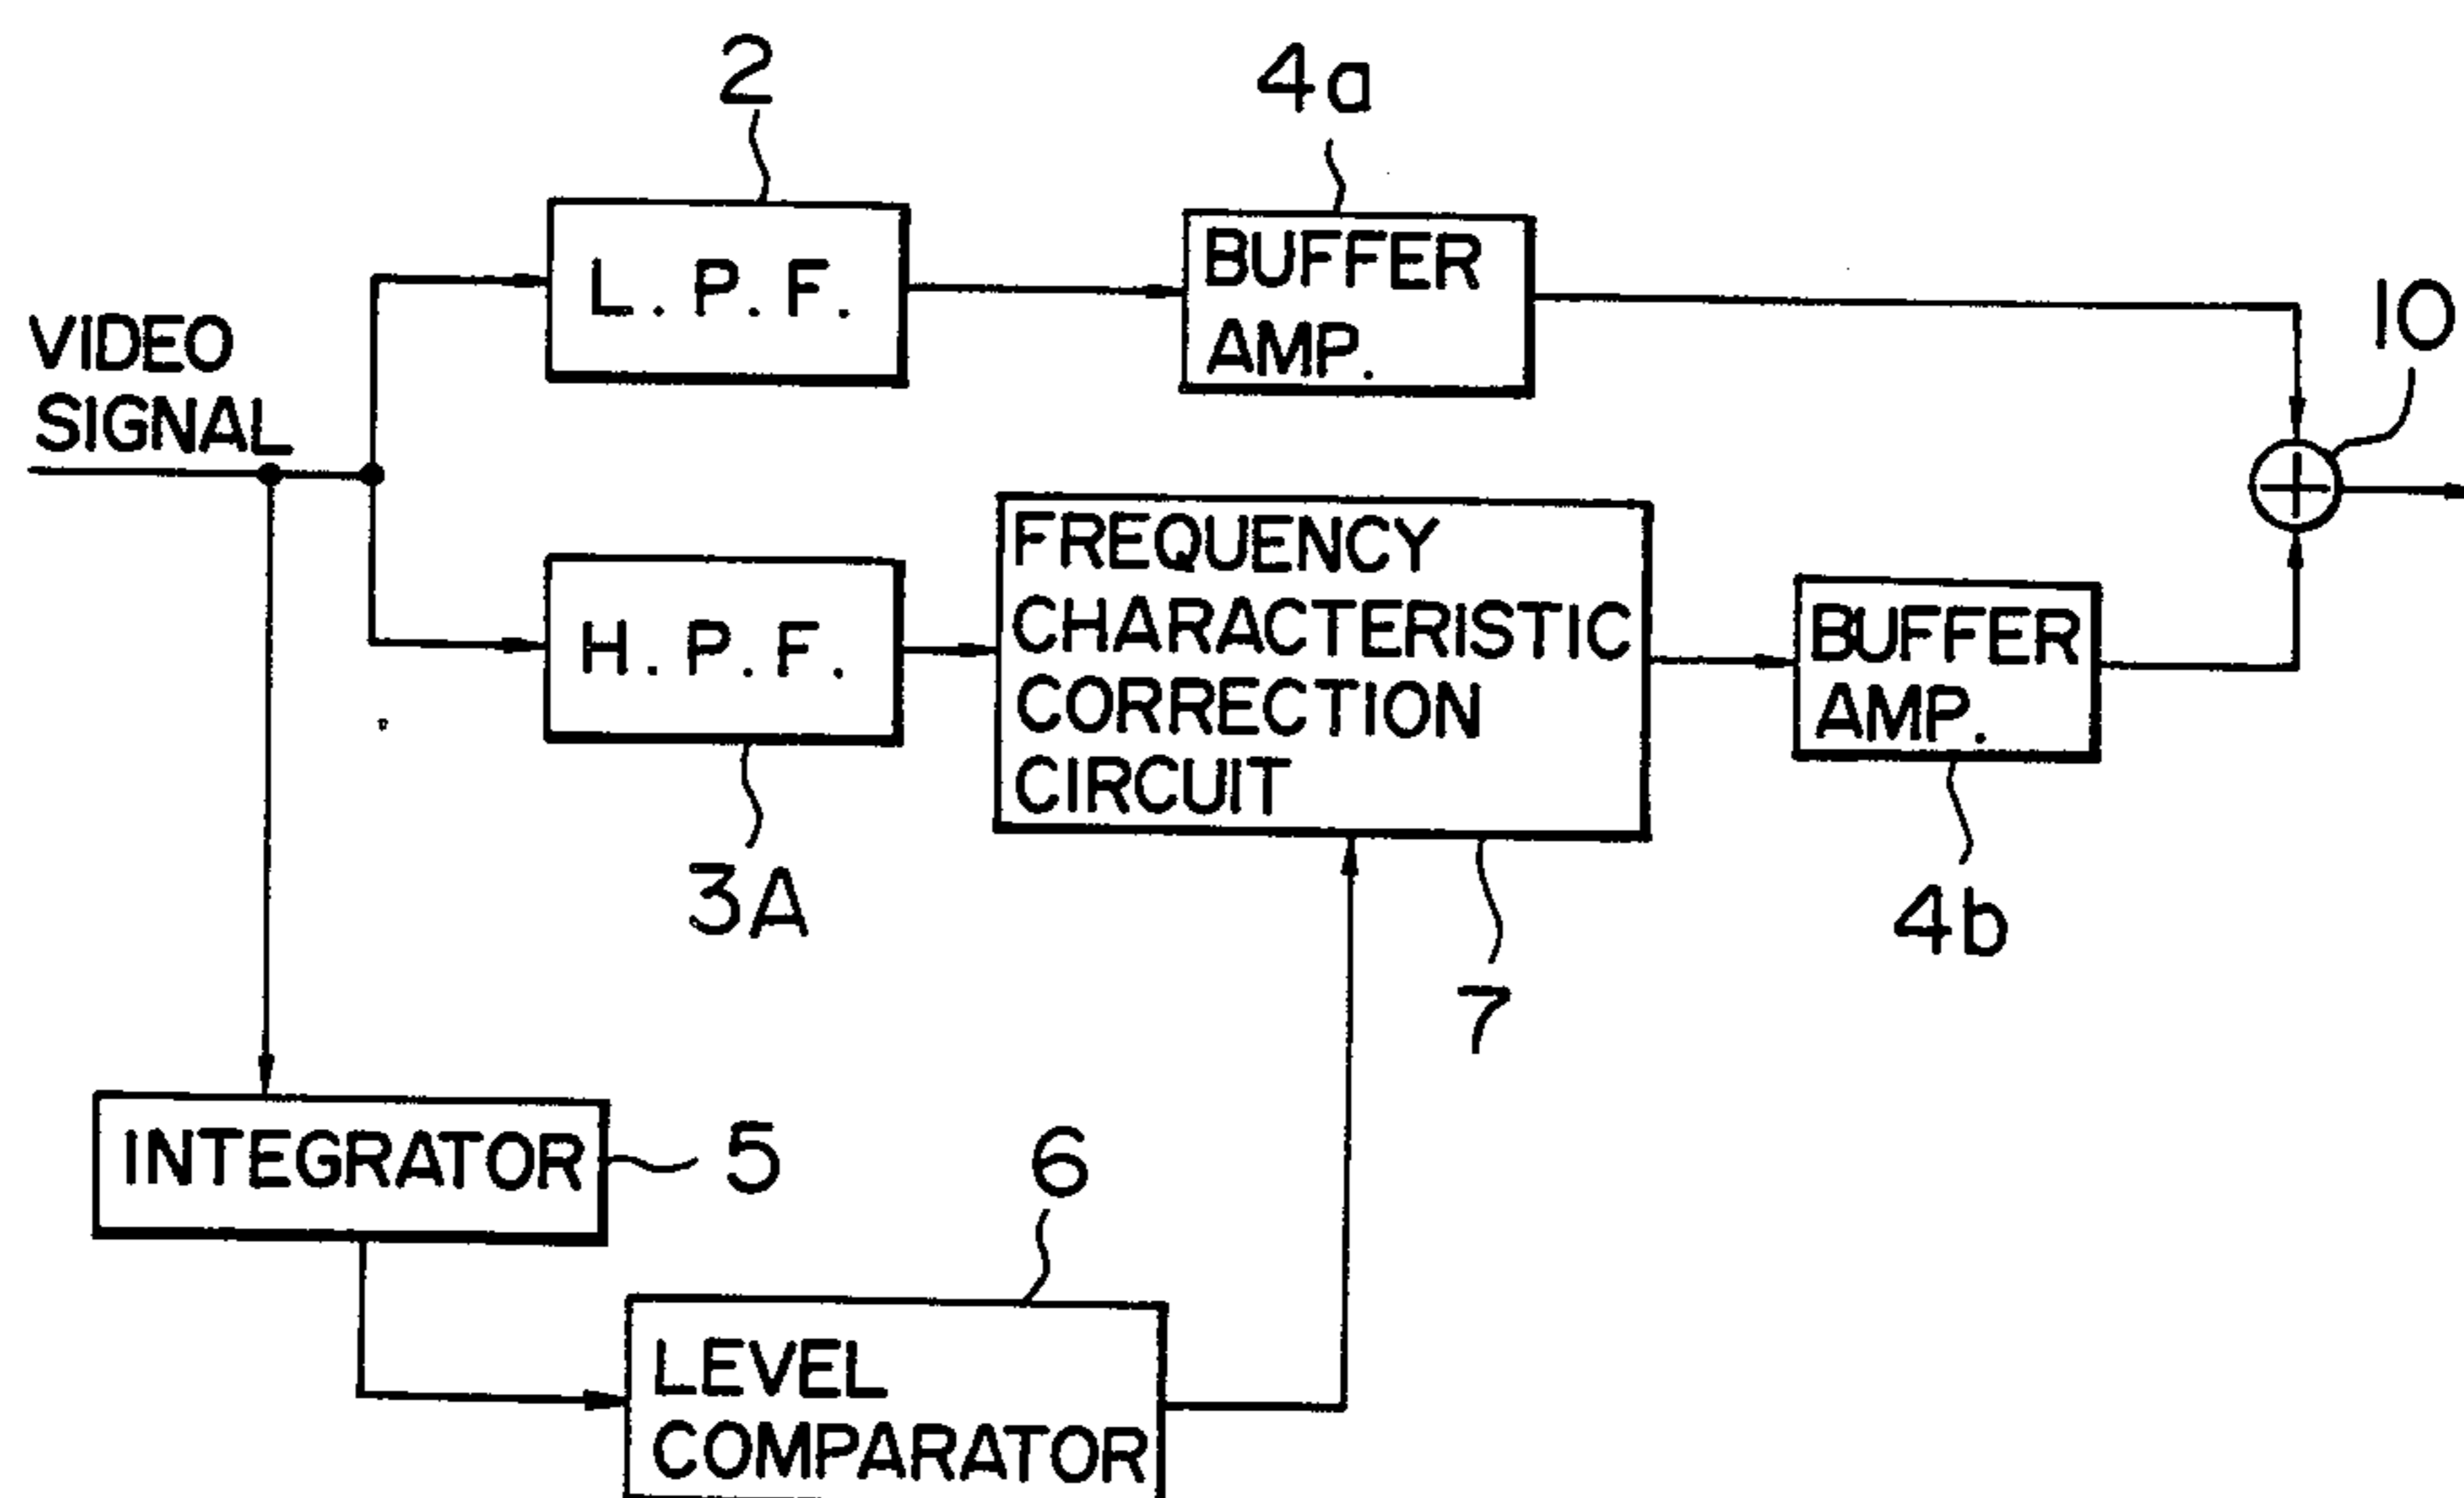 2
4a
L. P. F.
BUFFER
AMP.
VIDEO
SIGNAL
10
H. P. F.
3A
FREQUENCY
CHARACTERISTIC
CORRECTION
CIRCUIT
7
BUFFER
AMP.
4b
INTEGRATOR
5
6
LEVEL
COMPARATOR